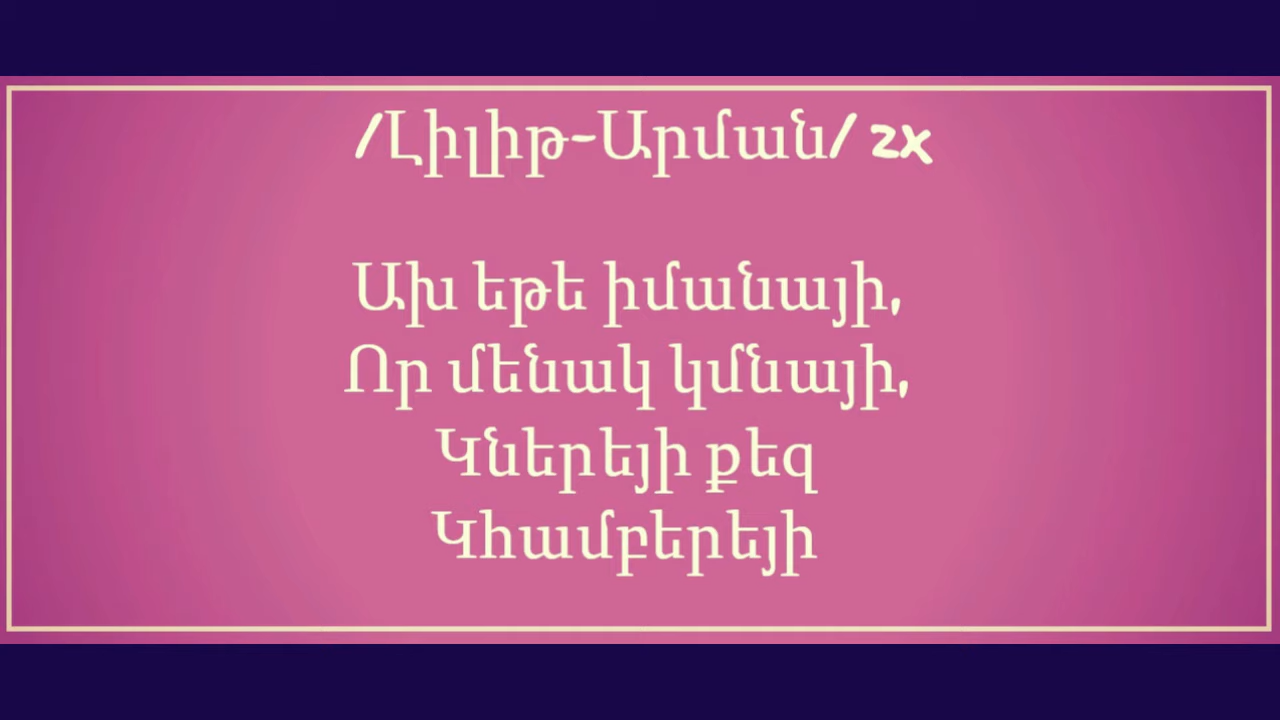 /Լիլիթ-Արման/ 2x
Ախ եթե իմանայի,
Որ մենակ կմնայի,
Կներեյի քեզ
Կհամբերեյի